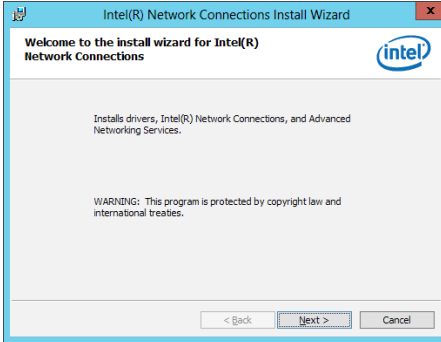 Intel(R) Network Connections Install Wizard
x
Welcome to the install wizard for Intel(R)
Network Connections
intel
Installs drivers, Intel(R) Network Connections, and Advanced
Networking Services.
WARNING: This program is protected by copyright law and
international treaties.
< Back
Next >
Cancel